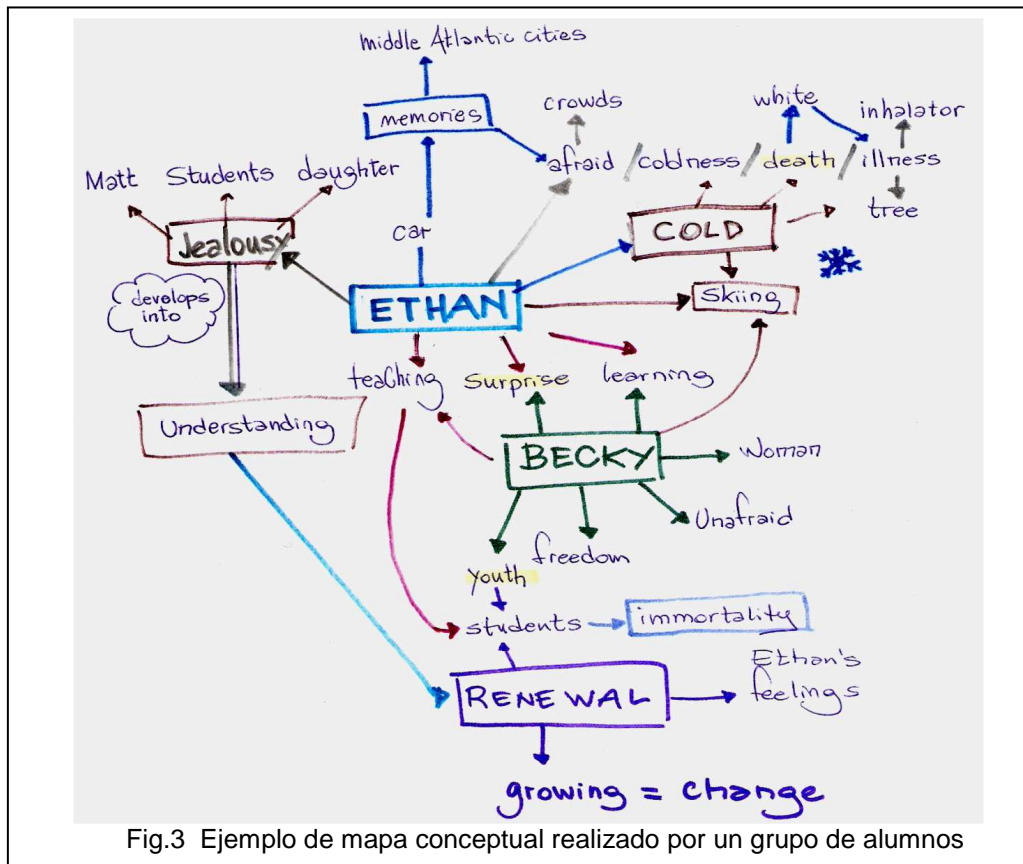 middle Atlantic cities
memories
crowds
white
inhalator
afraid / coldness / death / illness
Matt Students daughter
tree
Jealousy
car
COLD
develops
into
ETHAN
Skiing
teaching
Surprise
learning
Understanding
BECKY
Woman
Unafraid
freedom
youth
students
immortality
Ethan's
feelings
RENEWAL
growing = change
Fig.3 Ejemplo de mapa conceptual realizado por un grupo de alumnos